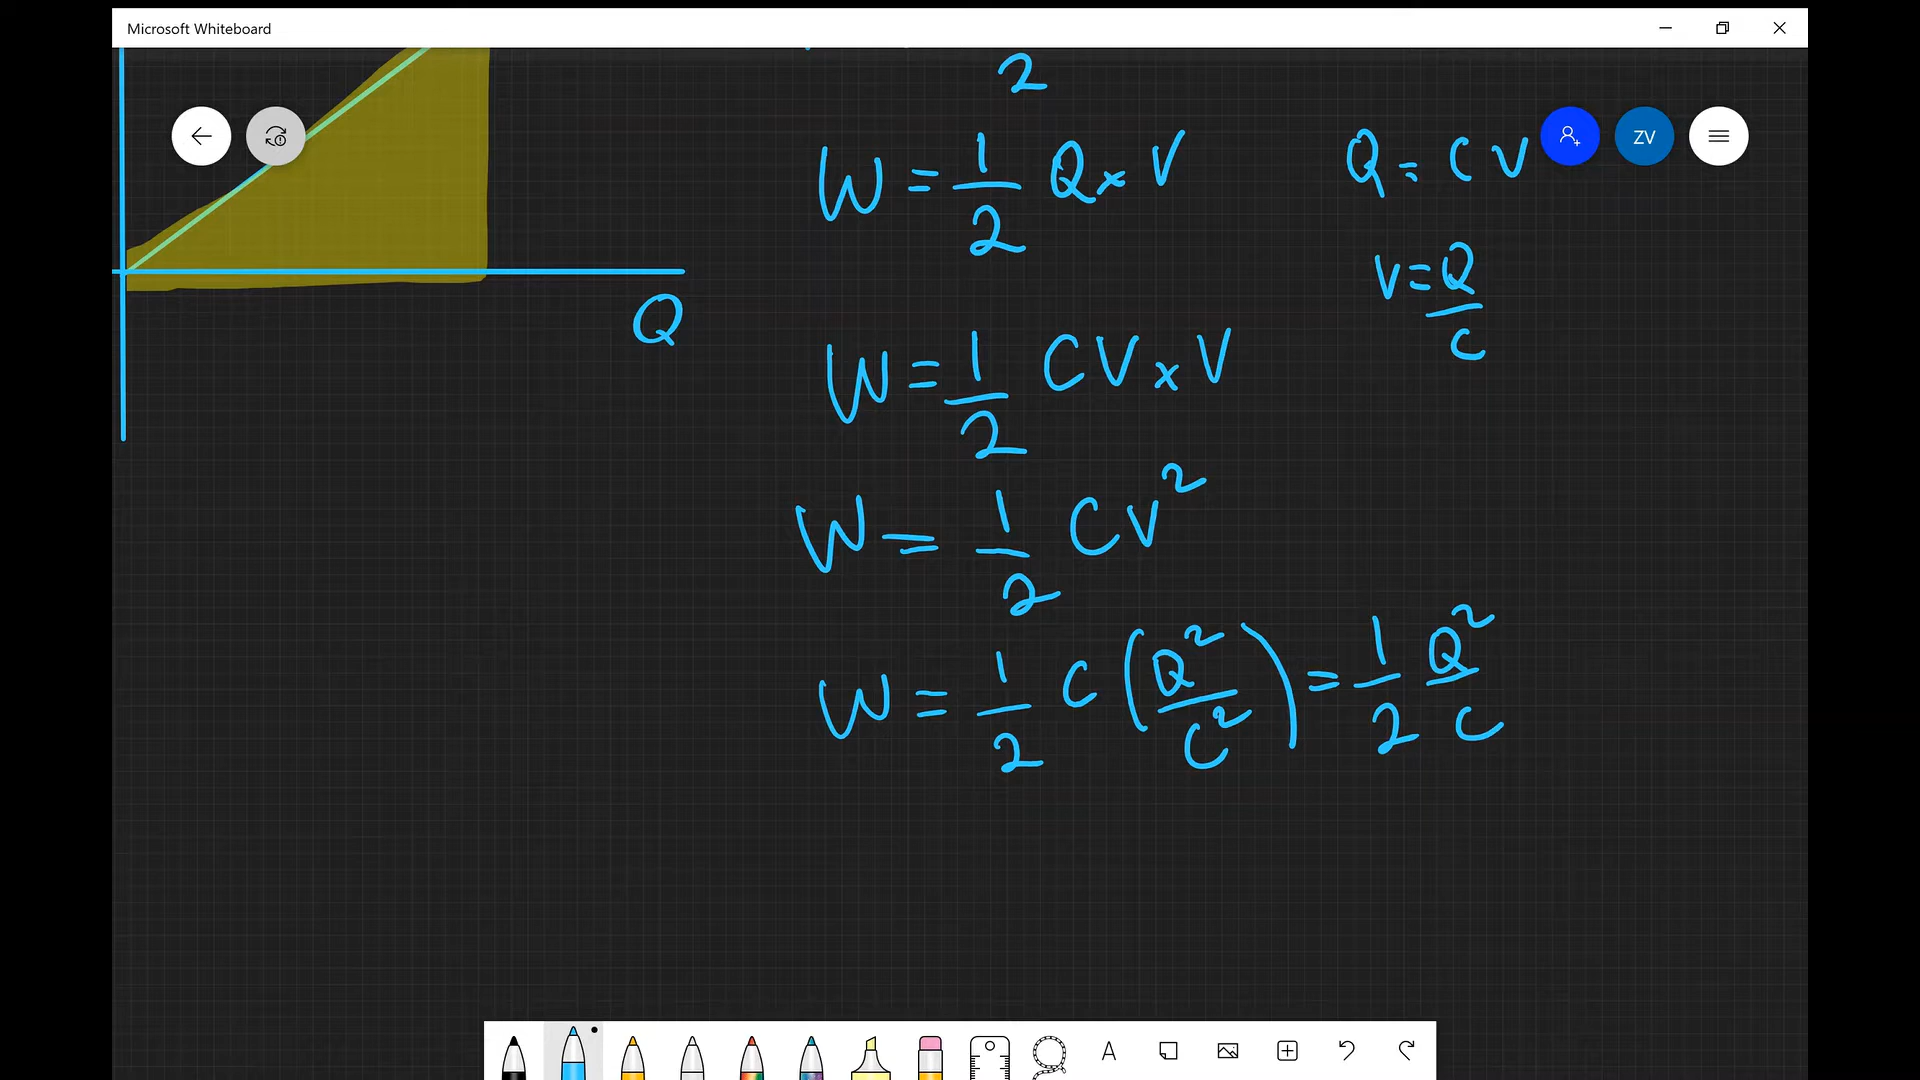 Microsoft Whiteboard
2
W = 1/2 Q × V
Q = CV
ZV
V = Q/C
Q
W = 1/2 CV × V
W = 1/2 CV²
W = 1/2 C (Q²/C²) = 1/2 Q²/C
A